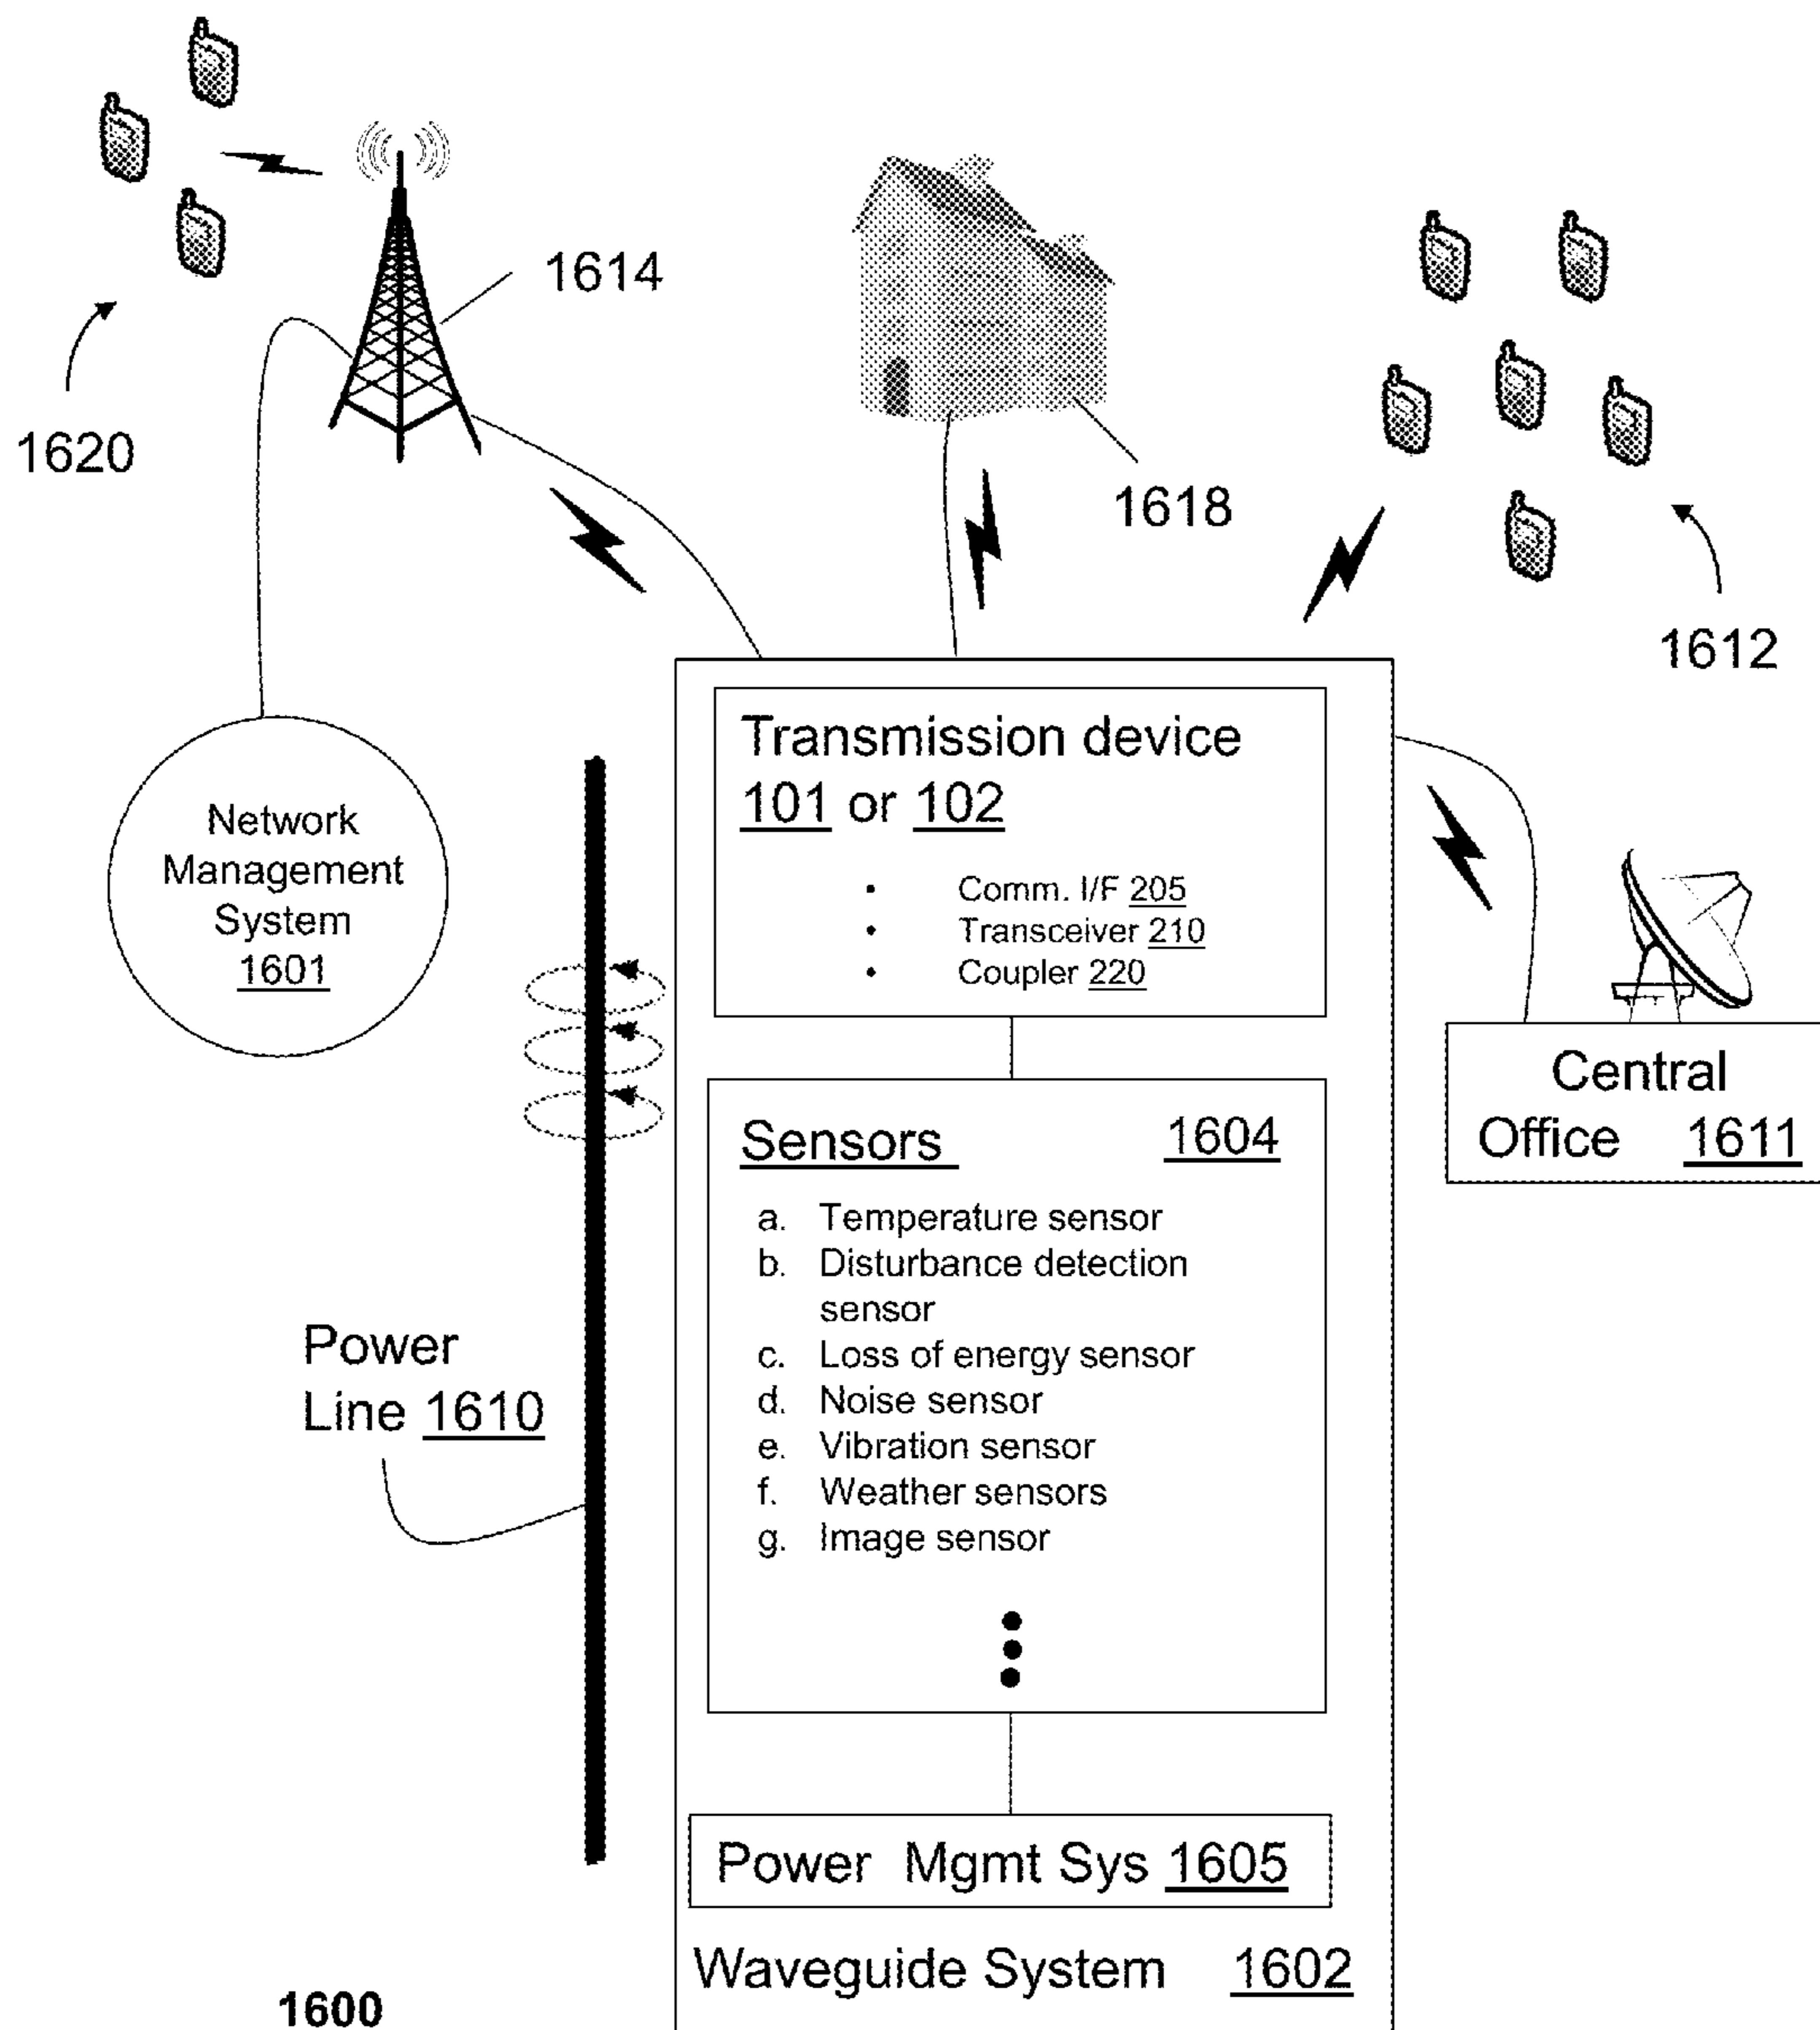 1614
1620
1618
1612
Transmission device
101 or 102
• Comm. I/F 205
• Transceiver 210
• Coupler 220
Network
Management
System
1601
Central
Office 1611
Sensors 1604
a. Temperature sensor
b. Disturbance detection
sensor
c. Loss of energy sensor
d. Noise sensor
e. Vibration sensor
f. Weather sensors
g. Image sensor
Power
Line 1610
Power Mgmt Sys 1605
Waveguide System 1602
1600